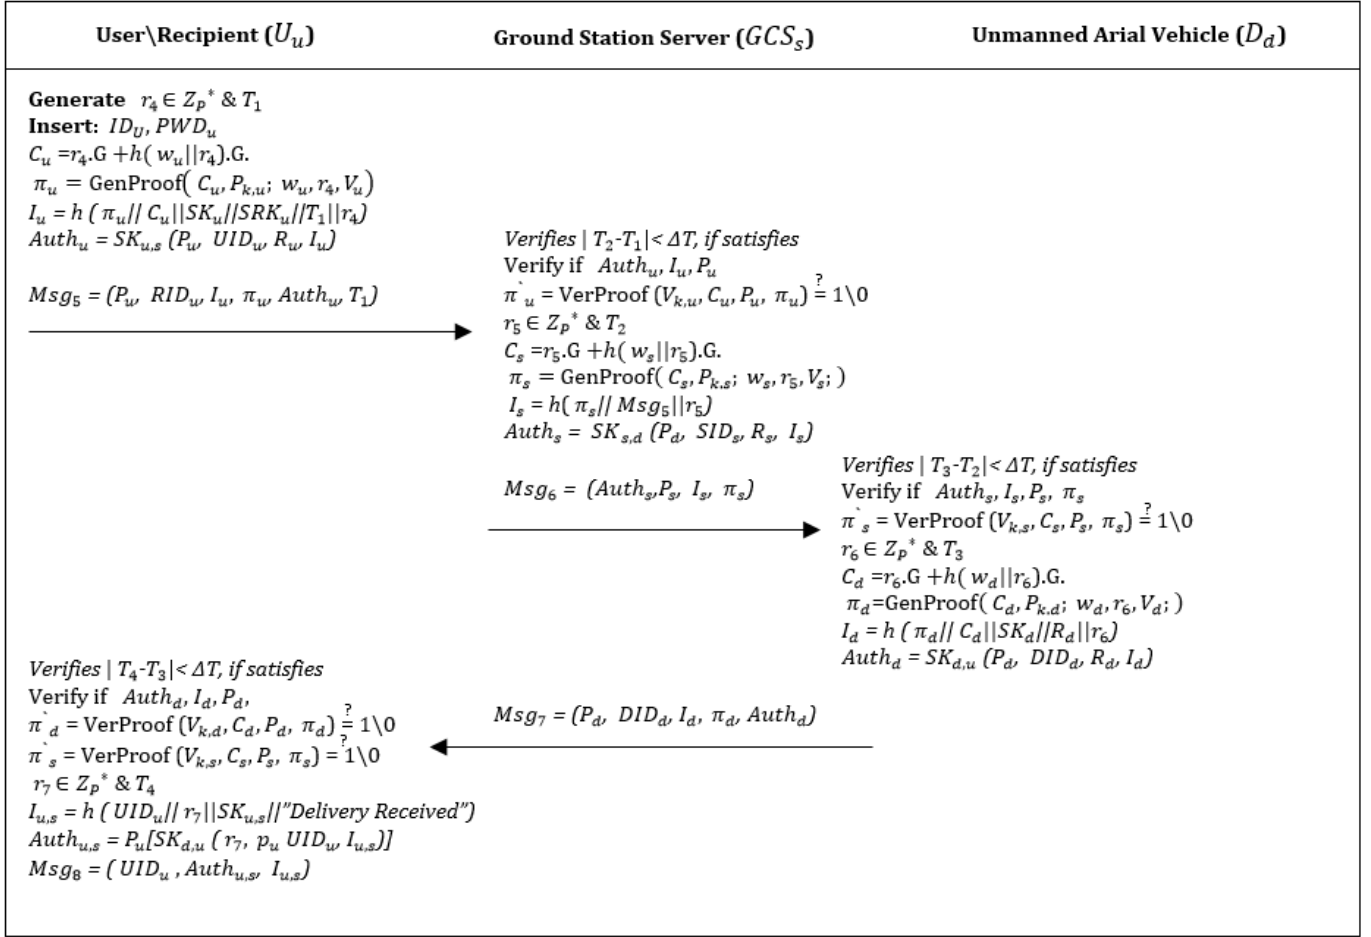 User\Recipient (U_u)
Ground Station Server (GCS_s)
Unmanned Arial Vehicle (D_d)
Generate r_4 ∈ Z_p* & T_1
Insert: ID_U, PWD_u
C_u =r_4.G +h( w_u||r_4).G.
π_u = GenProof( C_u, P_k,u; w_u, r_4, V_u)
I_u = h ( π_u// C_u||SK_u//SRK_u//T_1||r_4)
Auth_u = SK_u,s (P_u, UID_u, R_u, I_u)
Msg_5 = (P_u, RID_u, I_u, π_u, Auth_u, T_1)
Verifies | T_2-T_1|< ΔT, if satisfies
Verify if Auth_u, I_u, P_u
π`_u = VerProof (V_k,u, C_u, P_u, π_u) ≟ 1\0
r_5 ∈ Z_p* & T_2
C_s =r_5.G +h( w_s||r_5).G.
π_s = GenProof( C_s, P_k,s; w_s, r_5, V_s; )
I_s = h( π_s// Msg_5||r_5)
Auth_s = SK_s,d (P_d, SID_s, R_s, I_s)
Msg_6 = (Auth_s,P_s, I_s, π_s)
Verifies | T_3-T_2|< ΔT, if satisfies
Verify if Auth_s, I_s, P_s, π_s
π`_s = VerProof (V_k,s, C_s, P_s, π_s) ≟ 1\0
r_6 ∈ Z_p* & T_3
C_d =r_6.G +h( w_d||r_6).G.
π_d=GenProof( C_d, P_k,d; w_d, r_6, V_d; )
I_d = h ( π_d// C_d||SK_d//R_d||r_6)
Auth_d = SK_d,u (P_d, DID_d, R_d, I_d)
Msg_7 = (P_d, DID_d, I_d, π_d, Auth_d)
Verifies | T_4-T_3|< ΔT, if satisfies
Verify if Auth_d, I_d, P_d,
π`_d = VerProof (V_k,d, C_d, P_d, π_d) ≟ 1\0
π`_s = VerProof (V_k,s, C_s, P_s, π_s) ≟ 1\0
r_7 ∈ Z_p* & T_4
I_u,s = h ( UID_u// r_7||SK_u,s//"Delivery Received")
Auth_u,s = P_u[SK_d,u ( r_7, p_u UID_u, I_u,s)]
Msg_8 = ( UID_u , Auth_u,s, I_u,s)